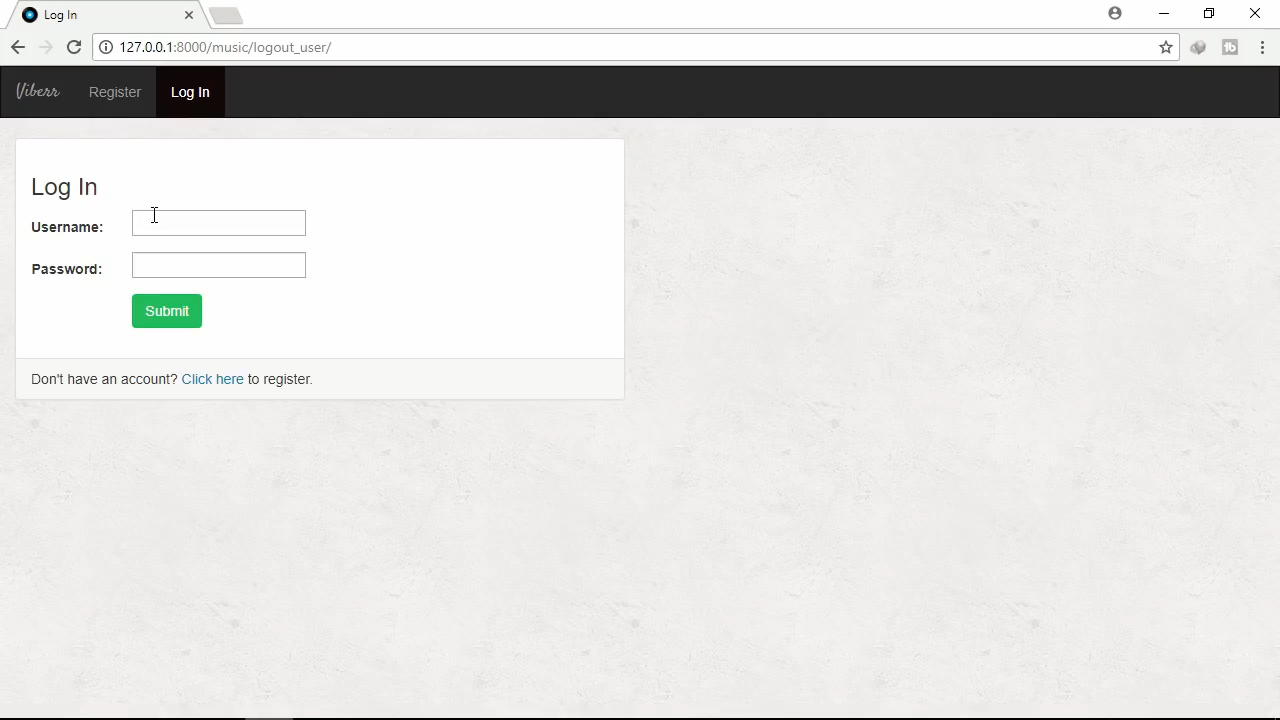 Log In
127.0.0.1:8000/music/logout_user/
Viberr Register Log In
Log In
Username:
Password:
Submit
Don't have an account? Click here to register.